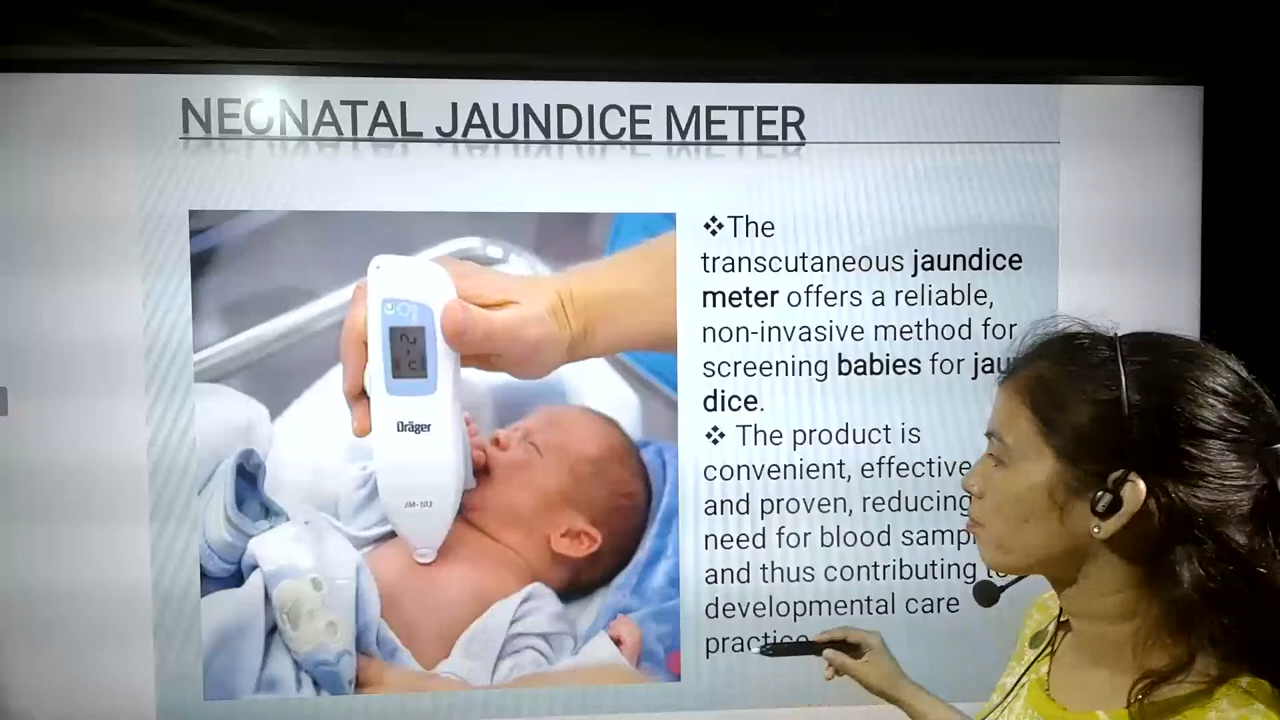 NEONATAL JAUNDICE METER
❖The
transcutaneous jaundice
meter offers a reliable,
non-invasive method for
screening babies for jau
dice.
❖ The product is
convenient, effective
and proven, reducing
need for blood samp
and thus contributing
developmental care
practice
Dräger
JM-103